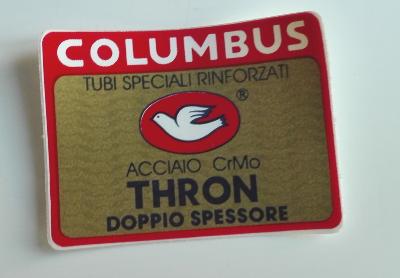 COLUMBUS
TUBI SPECIALI RINFORZATI
®
ACCIAIO CrMo
THRON
DOPPIO SPESSORE